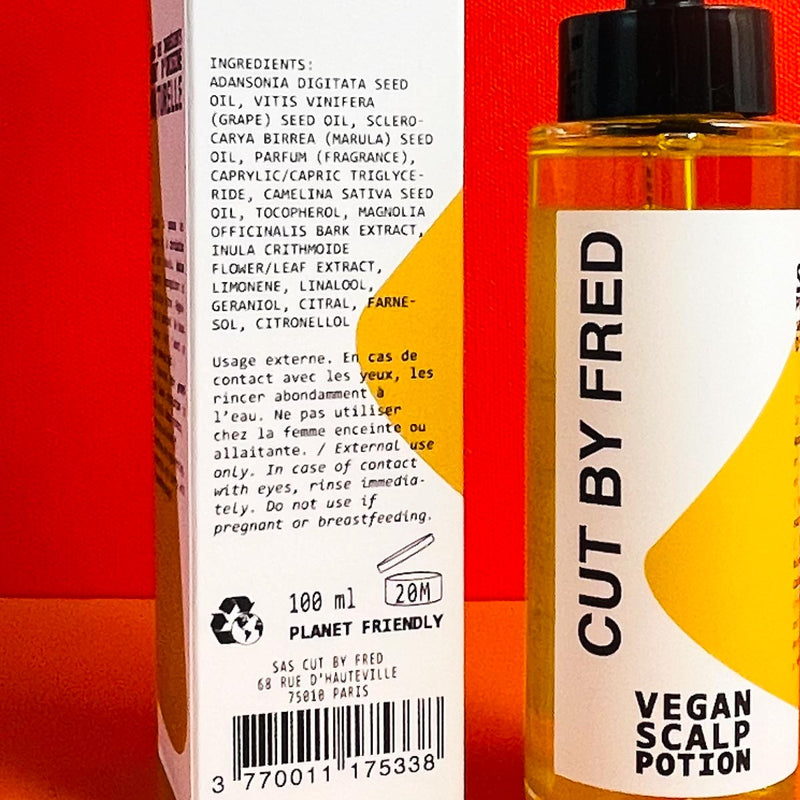 INGREDIENTS:
ADANSONIA DIGITATA SEED
OIL, VITIS VINIFERA
(GRAPE) SEED OIL, SCLERO-
CARYA BIRREA (MARULA) SEED
OIL, PARFUM (FRAGRANCE),
CAPRYLIC/CAPRIC TRIGLYCE-
RIDE, CAMELINA SATIVA SEED
OIL, TOCOPHEROL, MAGNOLIA
OFFICINALIS BARK EXTRACT,
INULA CRITHMOIDE
FLOWER/LEAF EXTRACT,
LIMONENE, LINALOOL,
GERANIOL, CITRAL, FARNE-
SOL, CITRONELLOL
Usage externe. En cas de
contact avec les yeux, les
rincer abondamment à
l'eau. Ne pas utiliser
chez la femme enceinte ou
allaitante. / External use
only. In case of contact
with eyes, rinse immedia-
tely. Do not use if
pregnant or breastfeeding.
20M
100 ml
PLANET FRIENDLY
SAS CUT BY FRED
68 RUE D'HAUTEVILLE
75010 PARIS
3 770011 175338
CUT BY FRED
VEGAN
SCALP
POTION